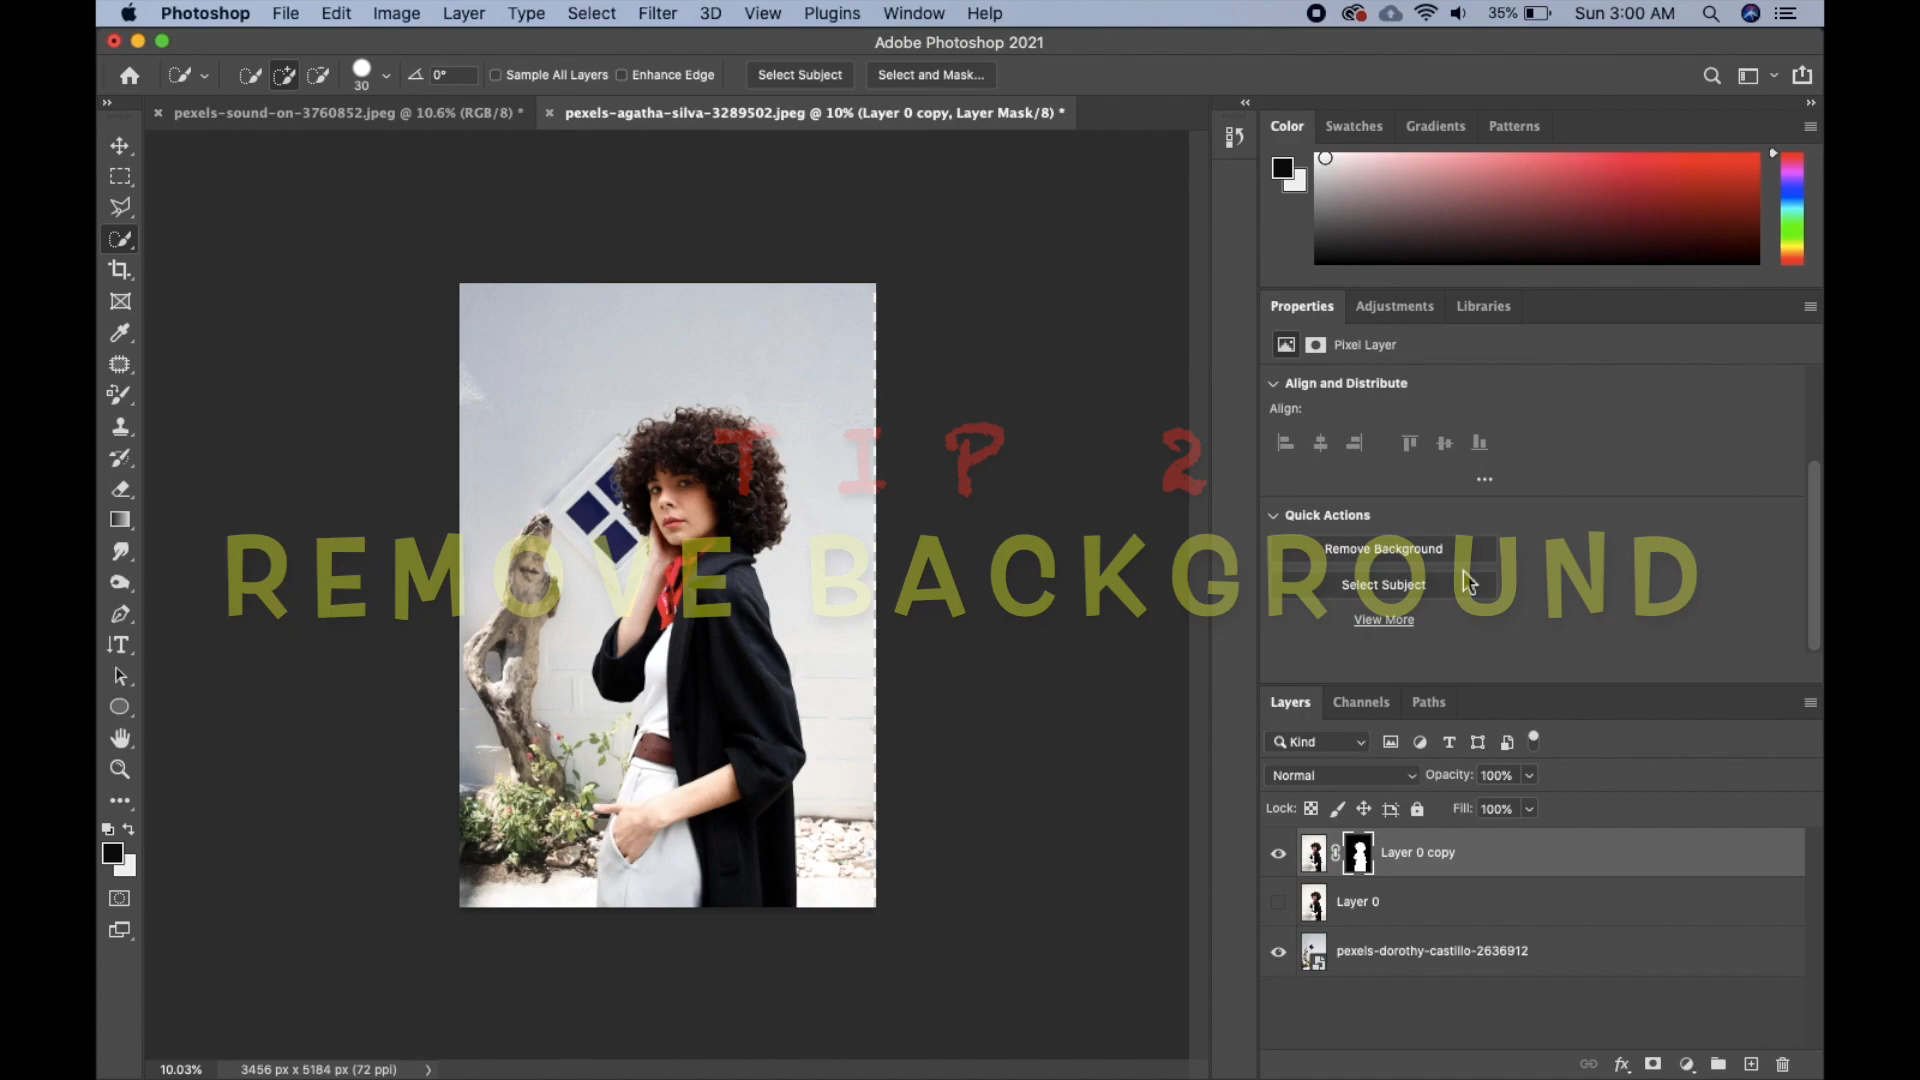 Photoshop File Edit Image Layer Type Select Filter 3D View Plugins Window Help 35% Sun 3:00 AM
Adobe Photoshop 2021
30 0° Sample All Layers Enhance Edge Select Subject Select and Mask...
pexels-sound-on-3760852.jpeg @ 10.6% (RGB/8) * pexels-agatha-silva-3289502.jpeg @ 10% (Layer 0 copy, Layer Mask/8) *
Color Swatches Gradients Patterns
Properties Adjustments Libraries
Pixel Layer
Align and Distribute
Align:
TIP 2
Quick Actions
Remove Background
REMOVE BACKGROUND
Select Subject
View More
Layers Channels Paths
Kind
Normal Opacity: 100%
Lock: Fill: 100%
Layer 0 copy
Layer 0
pexels-dorothy-castillo-2636912
10.03% 3456 px x 5184 px (72 ppi)